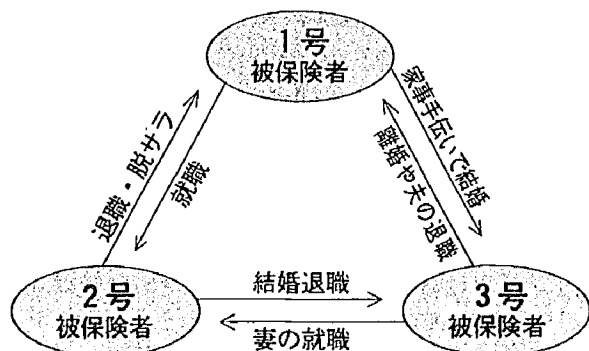 1号
被保険者
退職・脱サラ
就職
家事手伝いで結婚
離婚や夫の退職
2号
被保険者
結婚退職
妻の就職
3号
被保険者